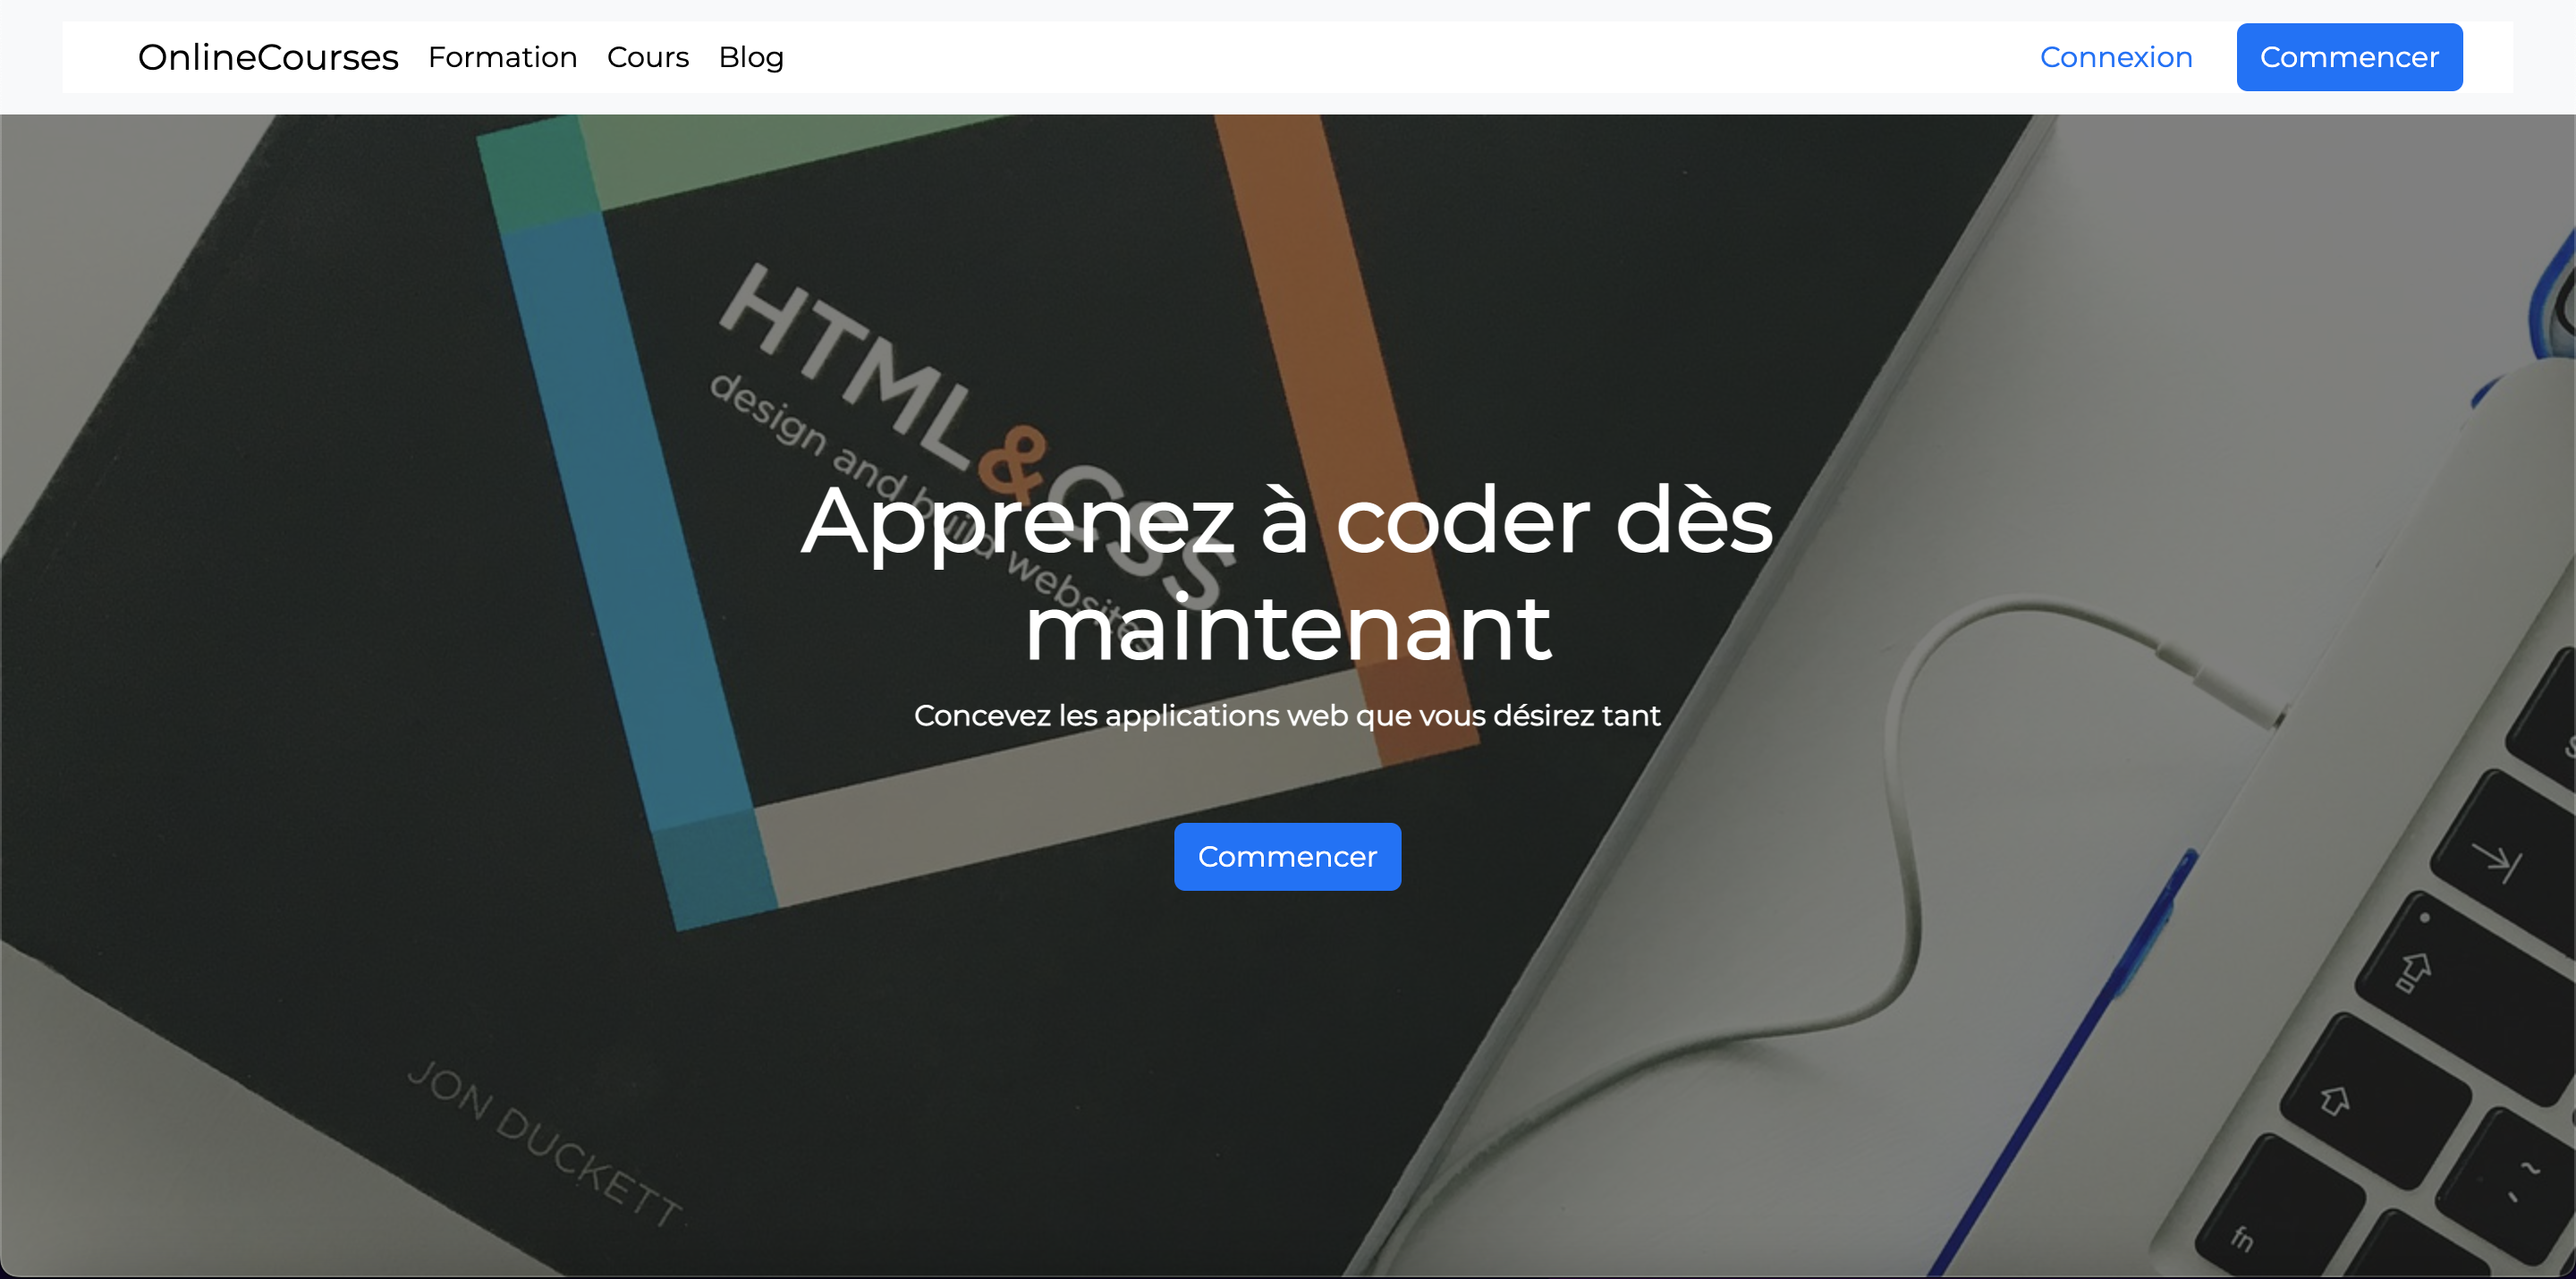 OnlineCourses Formation Cours Blog Connexion Commencer
HTML&CSS
design and build websites
Apprenez à coder dès
maintenant
Concevez les applications web que vous désirez tant
Commencer
JON DUCKETT
fn